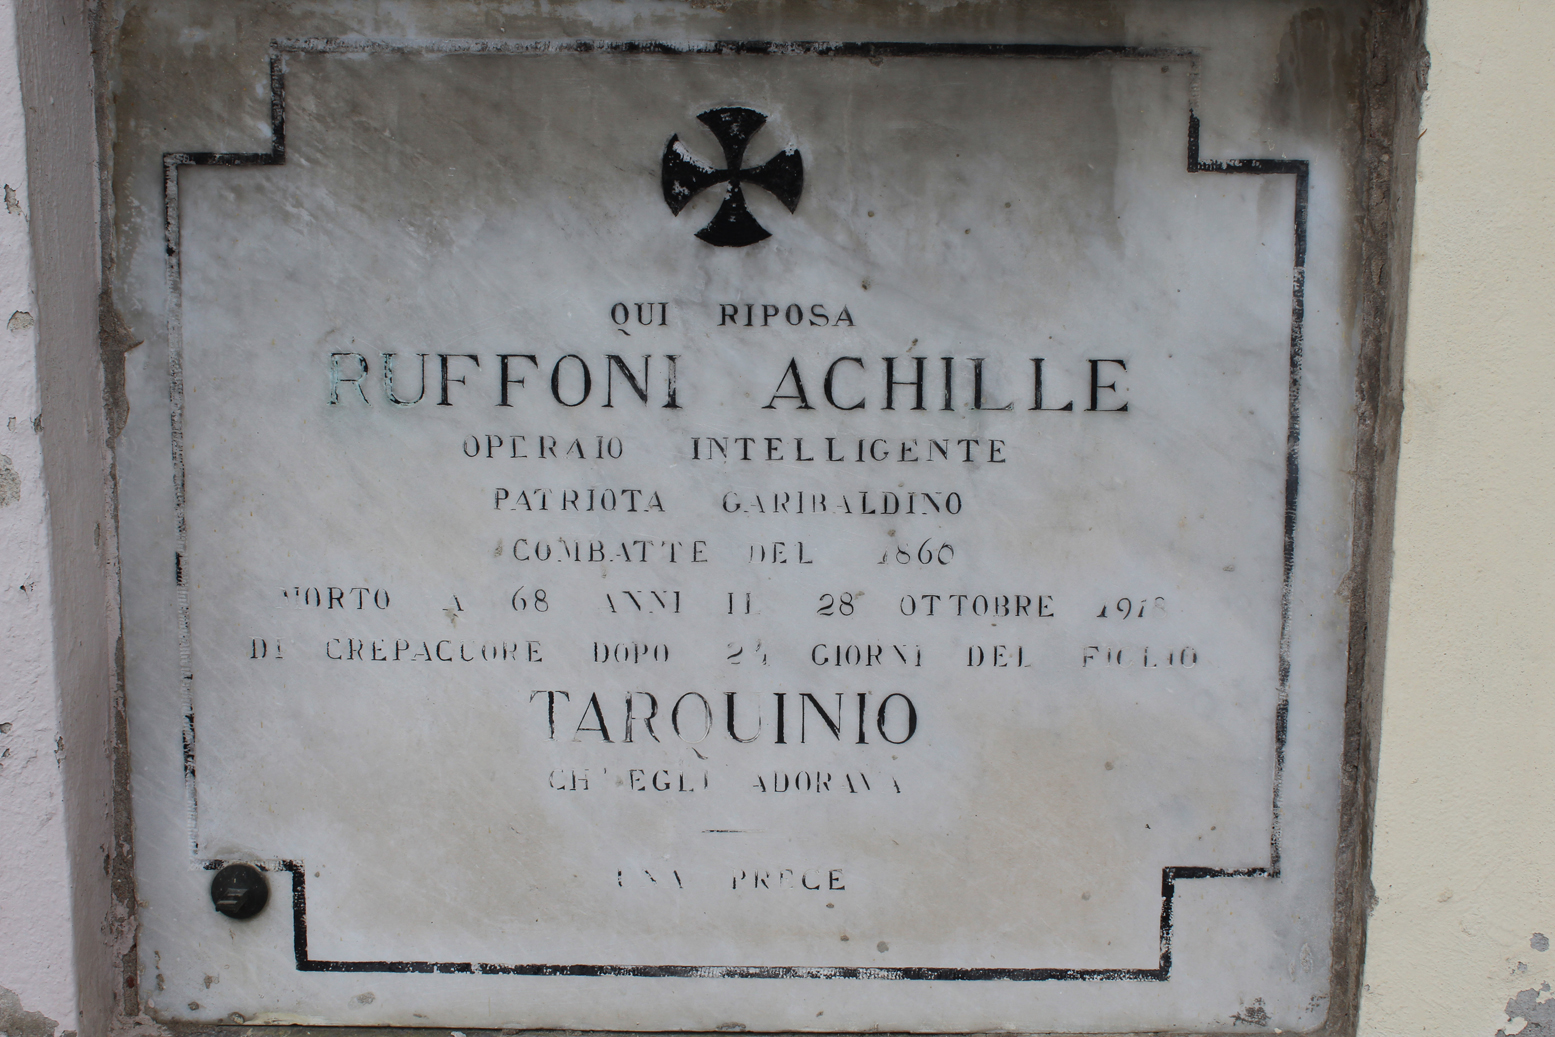 QUI RIPOSA
RUFFONI ACHILLE
OPERAIO INTELLIGENTE
PATRIOTA GARIBALDINO
COMBATTE DEL 1860
MORTO A 68 ANNI IL 28 OTTOBRE 1918
DI CREPACUORE DOPO GIORNI DEL FIGLIO
TARQUINIO
CH'EGLI ADORAVA
UNA PRECE